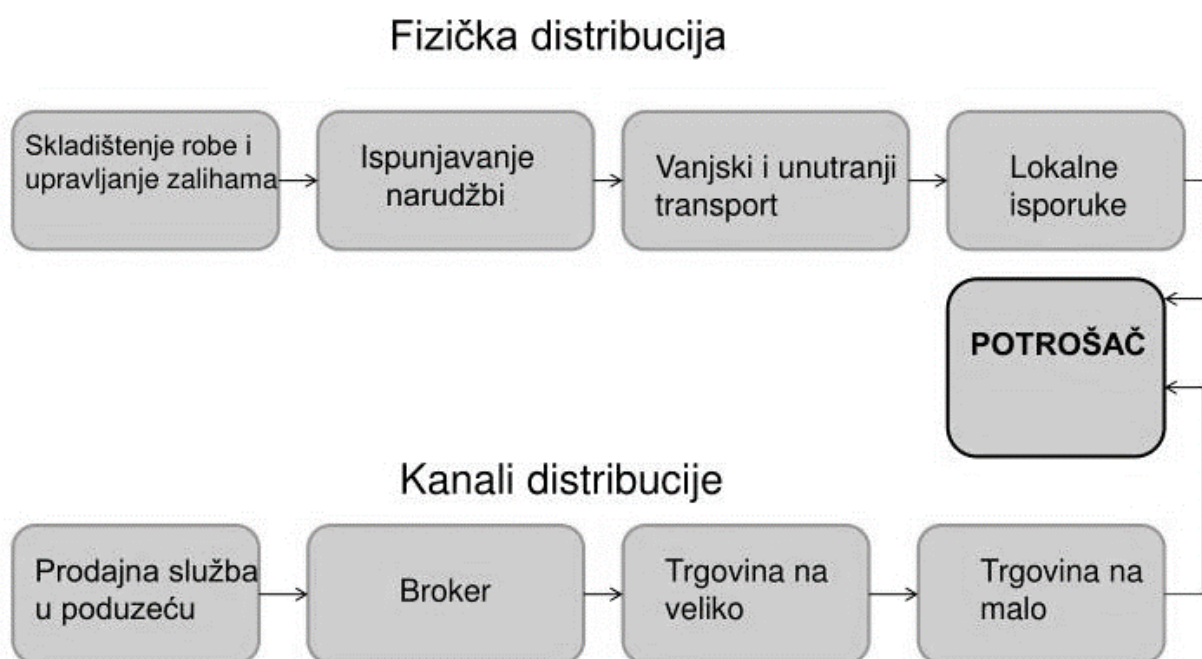 Fizička distribucija
Skladištenje robe i
upravljanje zalihama
Ispunjavanje
narudžbi
Vanjski i unutranji
transport
Lokalne
isporuke
POTROŠAČ
Kanali distribucije
Prodajna služba
u poduzeću
Broker
Trgovina na
veliko
Trgovina na
malo